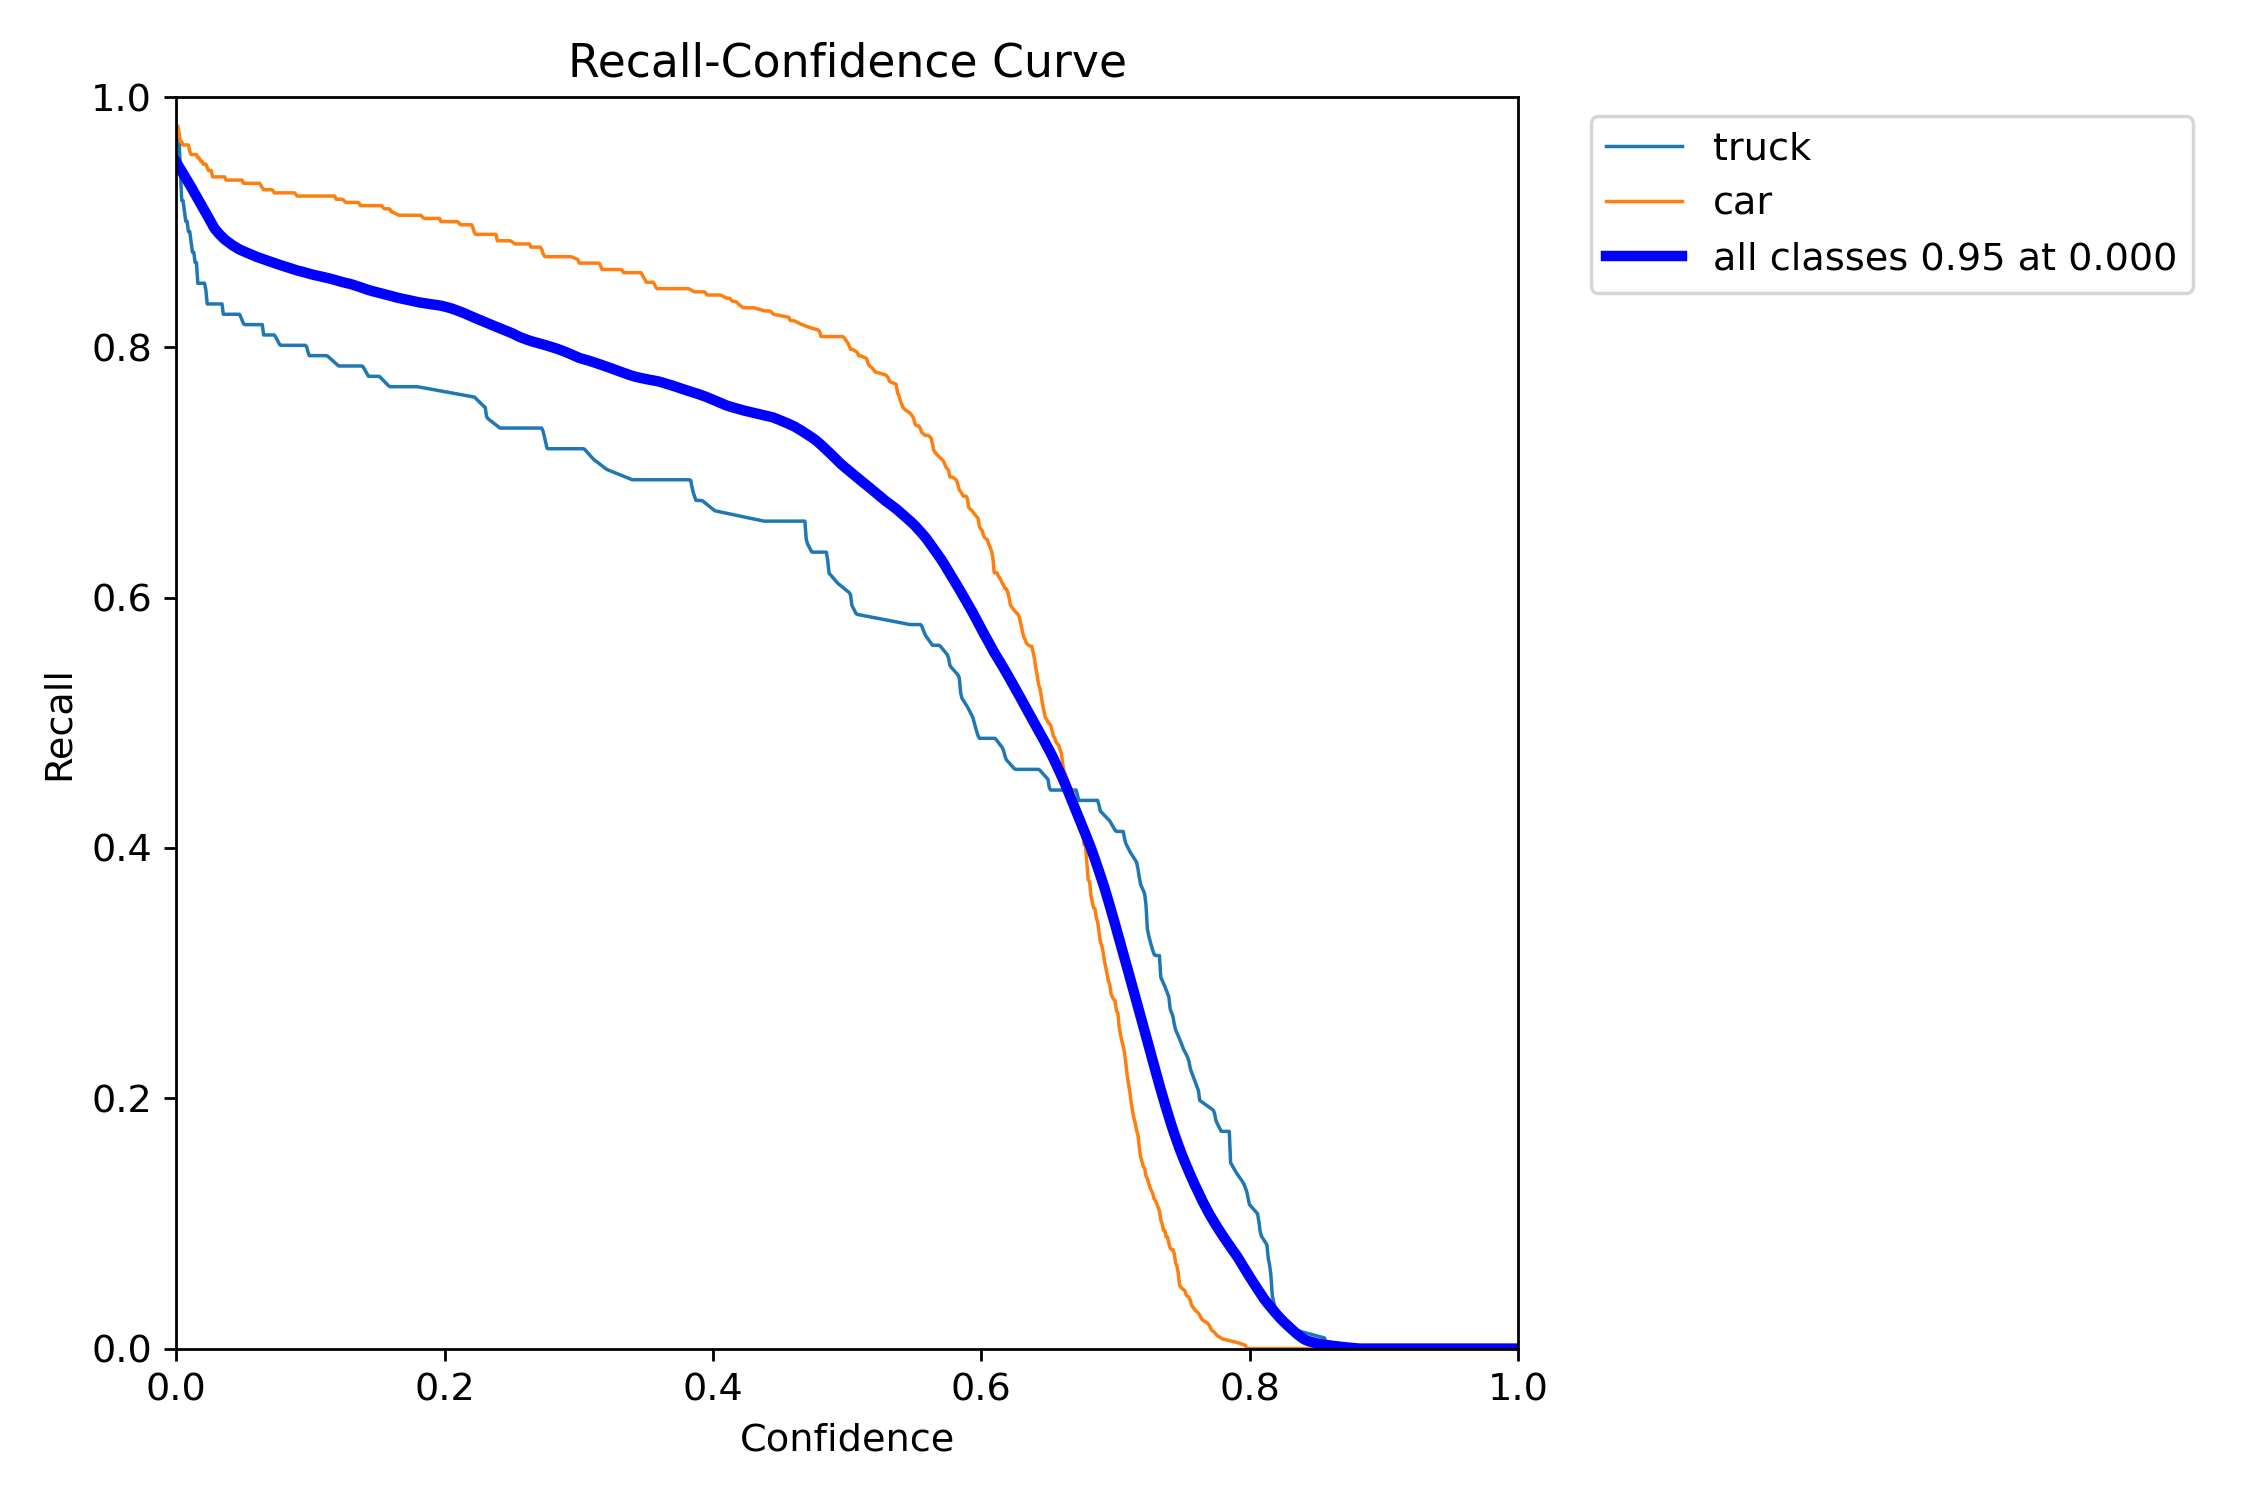 Recall-Confidence Curve
1.0
0.8
0.6
0.4
0.2
0.0
Recall
0.0 0.2 0.4 0.6 0.8 1.0
Confidence
truck
car
all classes 0.95 at 0.000